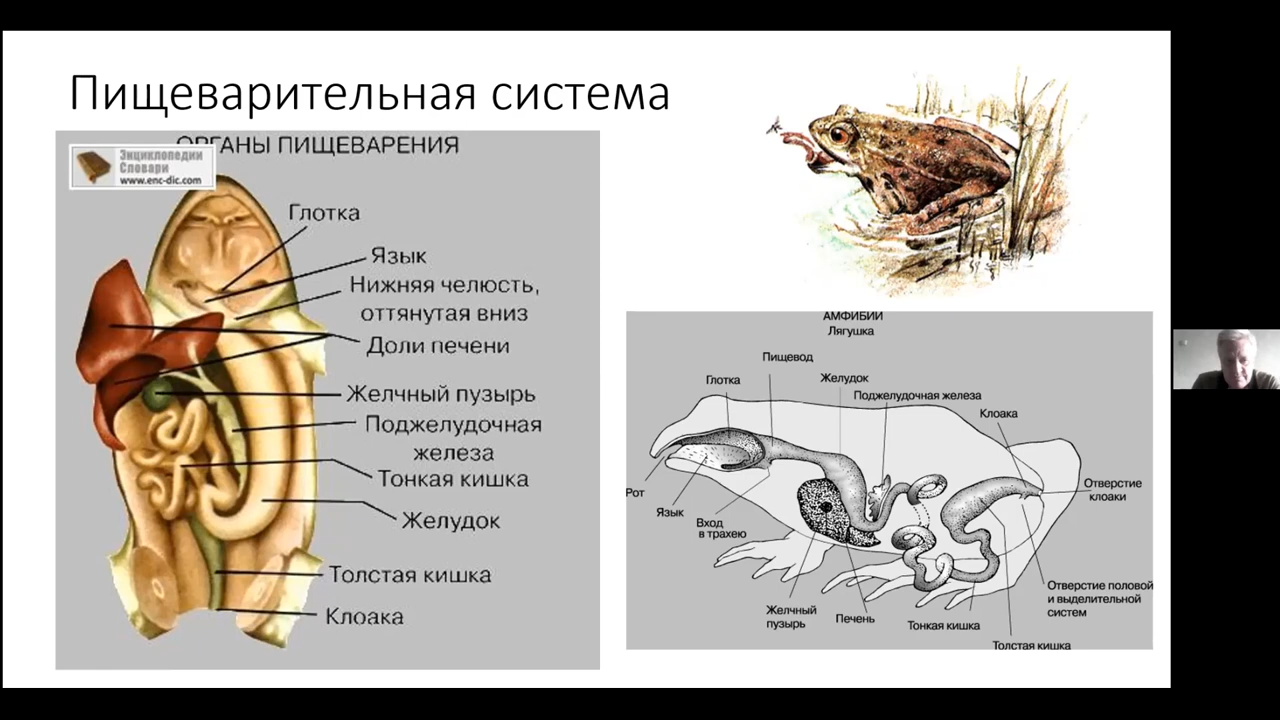 Пищеварительная система
ОРГАНЫ ПИЩЕВАРЕНИЯ
Энциклопедии
Словари
www.enc-dic.com
Глотка
Язык
Нижняя челюсть,
оттянутая вниз
Доли печени
Желчный пузырь
Поджелудочная
железа
Тонкая кишка
Желудок
Толстая кишка
Клоака
АМФИБИИ
Лягушка
Пищевод
Глотка
Желудок
Поджелудочная железа
Клоака
Рот
Язык
Вход
в трахею
Отверстие
клоаки
Желчный
пузырь
Печень
Тонкая кишка
Отверстие половой
и выделительной
систем
Толстая кишка